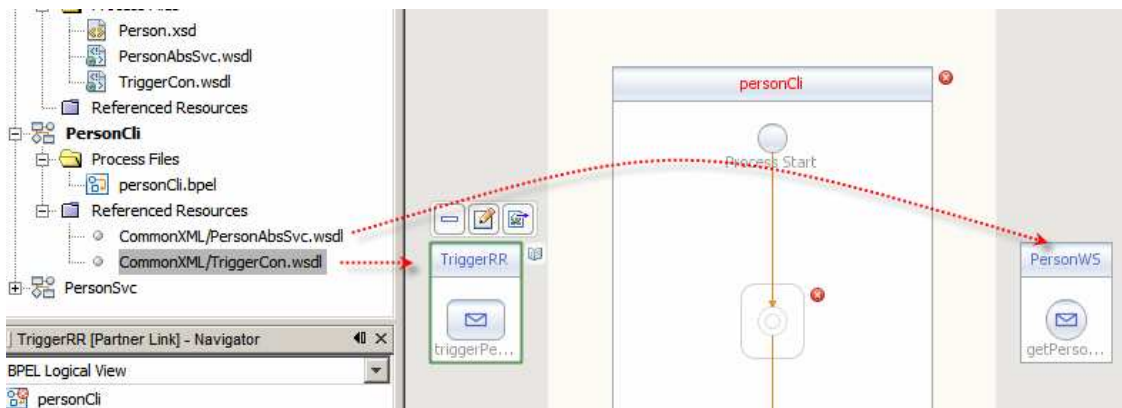 Person.xsd
PersonAbsSvc.wsdl
TriggerCon.wsdl
Referenced Resources
PersonCli
Process Files
personCli.bpel
Referenced Resources
CommonXML/PersonAbsSvc.wsdl
CommonXML/TriggerCon.wsdl
PersonSvc
TriggerRR [Partner Link] - Navigator
BPEL Logical View
personCli
personCli
Process Start
TriggerRR
triggerPe...
PersonWS
getPerso...